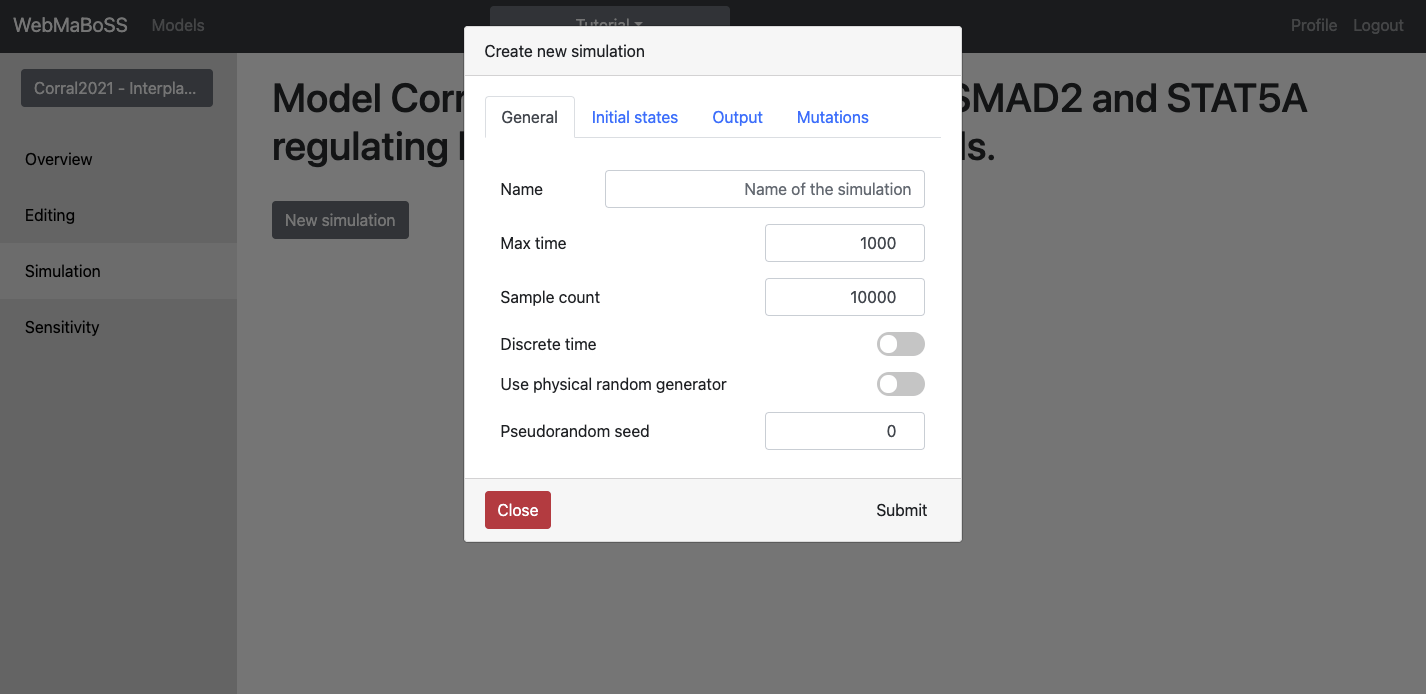 WebMaBoSS Models Tutorial Profile Logout
Create new simulation
Corral2021 - Interpla...
Model Corr SMAD2 and STAT5A
regulating ls.
General Initial states Output Mutations
Overview
Name Name of the simulation
Editing
New simulation
Max time 1000
Simulation
Sample count 10000
Sensitivity
Discrete time
Use physical random generator
Pseudorandom seed 0
Close Submit